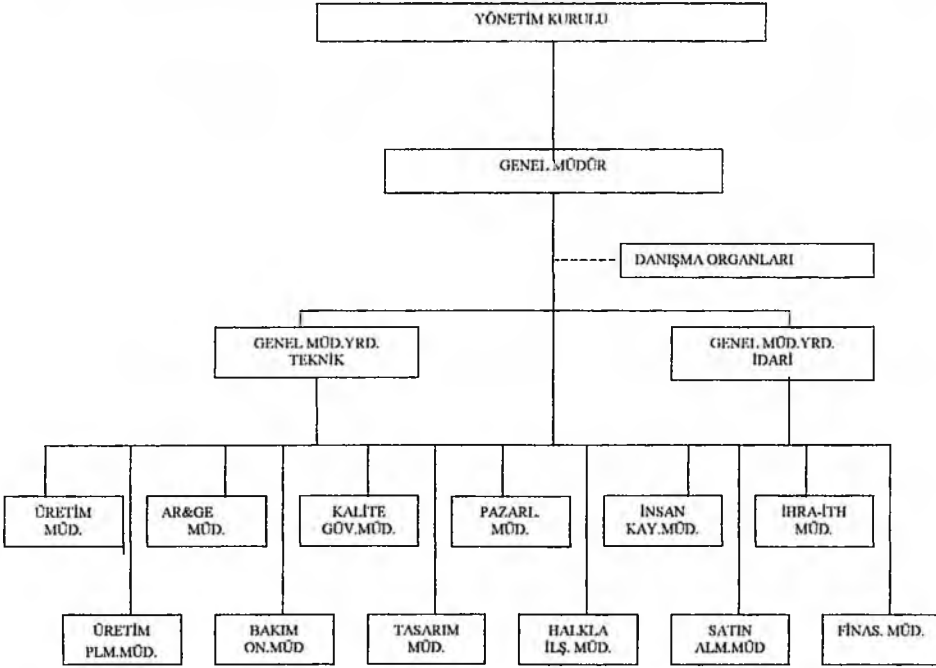 YÖNETİM KURULU
GENEL MÜDÜR
DANIŞMA ORGANLARI
GENEL MÜD.YRD.
TEKNİK
GENEL MÜD.YRD.
İDARİ
ÜRETİM
MÜD.
AR&GE
MÜD.
KALİTE
GÜV.MÜD.
PAZARL.
MÜD.
İNSAN
KAY.MÜD.
İHRA-İTH
MÜD.
ÜRETİM
PLM.MÜD.
BAKIM
ON.MÜD
TASARIM
MÜD.
HALKLA
İLŞ. MÜD.
SATIN
ALM.MÜD
FİNAS. MÜD.